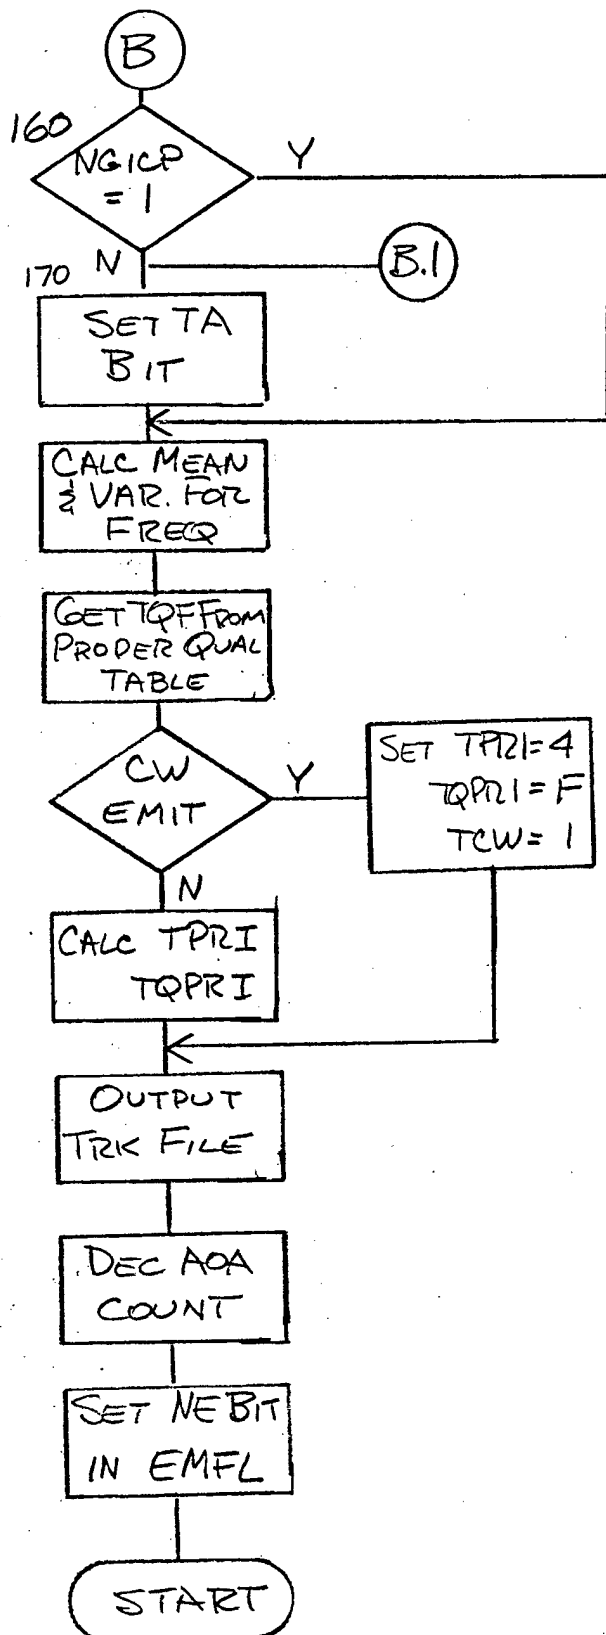 B
160
NGICP
= 1
Y
N
B.1
170
SET TA
BIT
CALC MEAN
& VAR. FOR
FREQ
GET TQF FROM
PROPER QUAL
TABLE
CW
EMIT
Y
SET TPRI=4
TQPRI=F
TCW= 1
N
CALC TPRI
TQPRI
OUTPUT
TRK FILE
DEC AOA
COUNT
SET NE BIT
IN EMFL
START